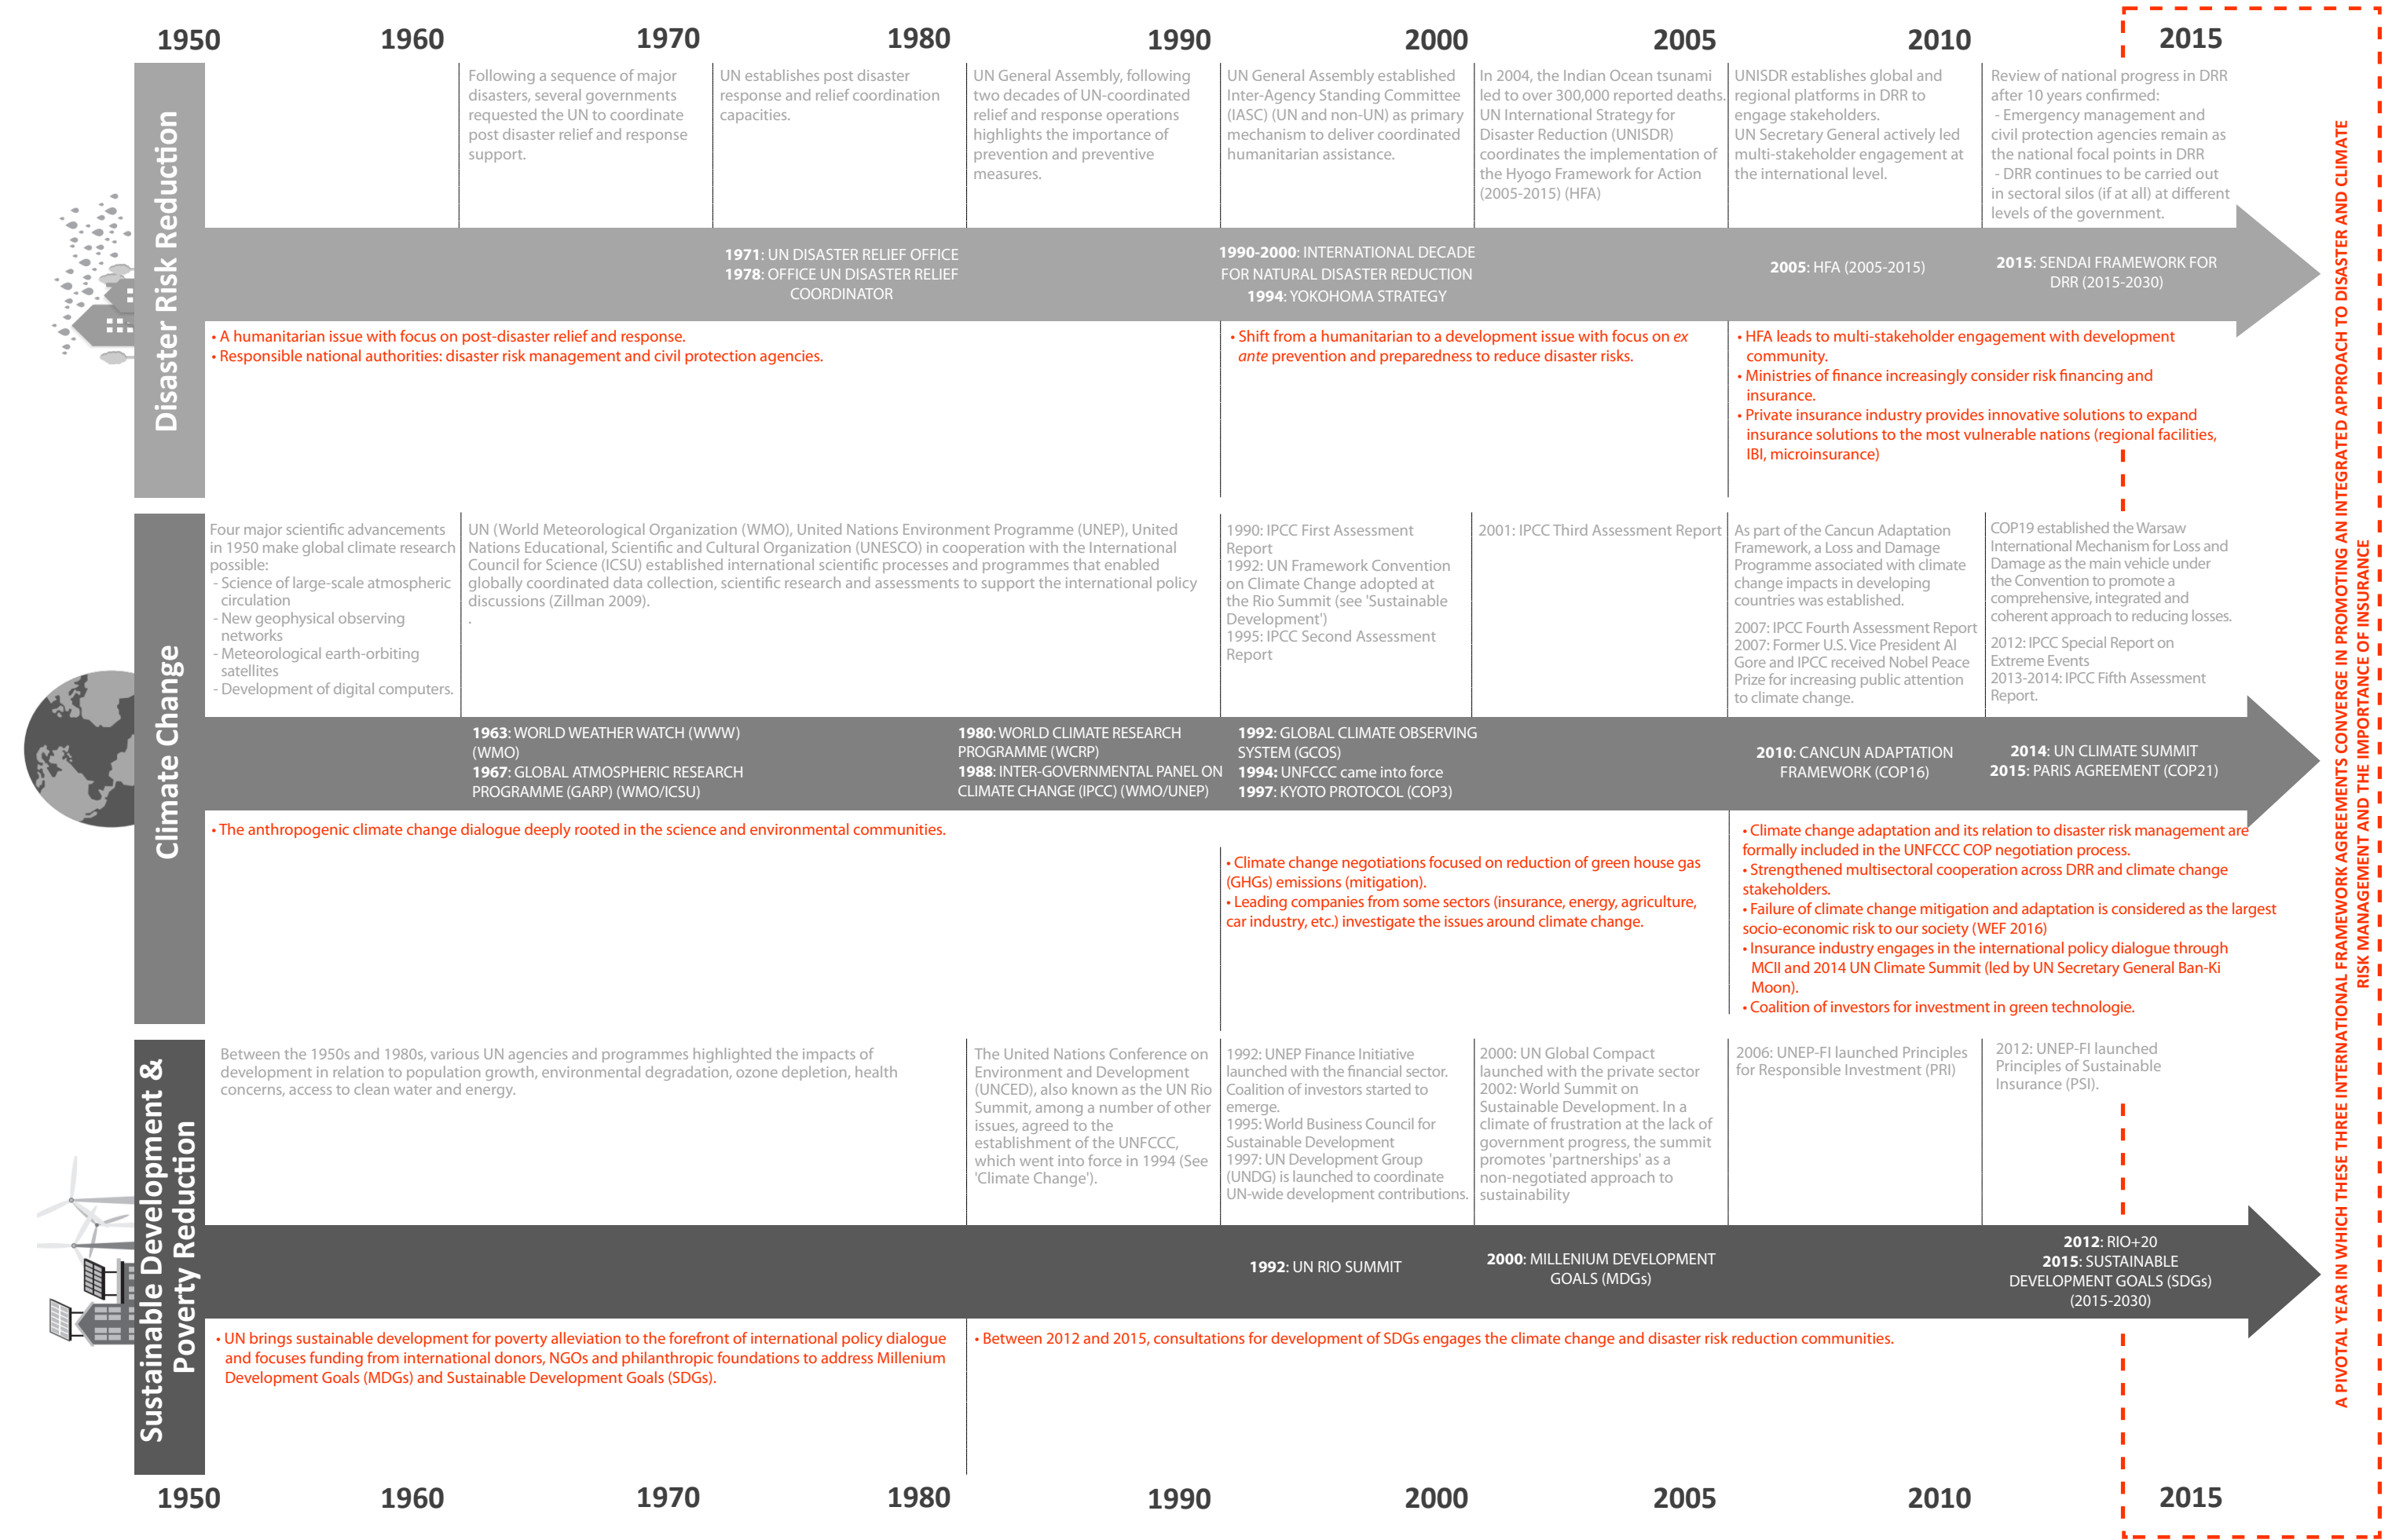 1950 1960 1970 1980 1990 2000 2005 2010 2015
Disaster Risk Reduction
Following a sequence of major
disasters, several governments
requested the UN to coordinate
post disaster relief and response
support.
UN establishes post disaster
response and relief coordination
capacities.
UN General Assembly, following
two decades of UN-coordinated
relief and response operations
highlights the importance of
prevention and preventive
measures.
UN General Assembly established
Inter-Agency Standing Committee
(IASC) (UN and non-UN) as primary
mechanism to deliver coordinated
humanitarian assistance.
In 2004, the Indian Ocean tsunami
led to over 300,000 reported deaths.
UN International Strategy for
Disaster Reduction (UNISDR)
coordinates the implementation of
the Hyogo Framework for Action
(2005-2015) (HFA)
UNISDR establishes global and
regional platforms in DRR to
engage stakeholders.
UN Secretary General actively led
multi-stakeholder engagement at
the international level.
Review of national progress in DRR
after 10 years confirmed:
- Emergency management and
civil protection agencies remain as
the national focal points in DRR
- DRR continues to be carried out
in sectoral silos (if at all) at different
levels of the government.
1971: UN DISASTER RELIEF OFFICE
1978: OFFICE UN DISASTER RELIEF
COORDINATOR
1990-2000: INTERNATIONAL DECADE
FOR NATURAL DISASTER REDUCTION
1994: YOKOHOMA STRATEGY
2005: HFA (2005-2015)
2015: SENDAI FRAMEWORK FOR
DRR (2015-2030)
• A humanitarian issue with focus on post-disaster relief and response.
• Responsible national authorities: disaster risk management and civil protection agencies.
• Shift from a humanitarian to a development issue with focus on ex
ante prevention and preparedness to reduce disaster risks.
• HFA leads to multi-stakeholder engagement with development
community.
• Ministries of finance increasingly consider risk financing and
insurance.
• Private insurance industry provides innovative solutions to expand
insurance solutions to the most vulnerable nations (regional facilities,
IBI, microinsurance)
Climate Change
Four major scientific advancements
in 1950 make global climate research
possible:
- Science of large-scale atmospheric
circulation
- New geophysical observing
networks
- Meteorological earth-orbiting
satellites
- Development of digital computers.
UN (World Meteorological Organization (WMO), United Nations Environment Programme (UNEP), United
Nations Educational, Scientific and Cultural Organization (UNESCO) in cooperation with the International
Council for Science (ICSU) established international scientific processes and programmes that enabled
globally coordinated data collection, scientific research and assessments to support the international policy
discussions (Zillman 2009).
.
1990: IPCC First Assessment
Report
1992: UN Framework Convention
on Climate Change adopted at
the Rio Summit (see 'Sustainable
Development')
1995: IPCC Second Assessment
Report
2001: IPCC Third Assessment Report
As part of the Cancun Adaptation
Framework, a Loss and Damage
Programme associated with climate
change impacts in developing
countries was established.
2007: IPCC Fourth Assessment Report
2007: Former U.S. Vice President Al
Gore and IPCC received Nobel Peace
Prize for increasing public attention
to climate change.
COP19 established the Warsaw
International Mechanism for Loss and
Damage as the main vehicle under
the Convention to promote a
comprehensive, integrated and
coherent approach to reducing losses.
2012: IPCC Special Report on
Extreme Events
2013-2014: IPCC Fifth Assessment
Report.
1963: WORLD WEATHER WATCH (WWW)
(WMO)
1967: GLOBAL ATMOSPHERIC RESEARCH
PROGRAMME (GARP) (WMO/ICSU)
1980: WORLD CLIMATE RESEARCH
PROGRAMME (WCRP)
1988: INTER-GOVERNMENTAL PANEL ON
CLIMATE CHANGE (IPCC) (WMO/UNEP)
1992: GLOBAL CLIMATE OBSERVING
SYSTEM (GCOS)
1994: UNFCCC came into force
1997: KYOTO PROTOCOL (COP3)
2010: CANCUN ADAPTATION
FRAMEWORK (COP16)
2014: UN CLIMATE SUMMIT
2015: PARIS AGREEMENT (COP21)
• The anthropogenic climate change dialogue deeply rooted in the science and environmental communities.
• Climate change negotiations focused on reduction of green house gas
(GHGs) emissions (mitigation).
• Leading companies from some sectors (insurance, energy, agriculture,
car industry, etc.) investigate the issues around climate change.
• Climate change adaptation and its relation to disaster risk management are
formally included in the UNFCCC COP negotiation process.
• Strengthened multisectoral cooperation across DRR and climate change
stakeholders.
• Failure of climate change mitigation and adaptation is considered as the largest
socio-economic risk to our society (WEF 2016)
• Insurance industry engages in the international policy dialogue through
MCII and 2014 UN Climate Summit (led by UN Secretary General Ban-Ki
Moon).
• Coalition of investors for investment in green technologie.
Sustainable Development &
Poverty Reduction
Between the 1950s and 1980s, various UN agencies and programmes highlighted the impacts of
development in relation to population growth, environmental degradation, ozone depletion, health
concerns, access to clean water and energy.
The United Nations Conference on
Environment and Development
(UNCED), also known as the UN Rio
Summit, among a number of other
issues, agreed to the
establishment of the UNFCCC,
which went into force in 1994 (See
'Climate Change').
1992: UNEP Finance Initiative
launched with the financial sector.
Coalition of investors started to
emerge.
1995: World Business Council for
Sustainable Development
1997: UN Development Group
(UNDG) is launched to coordinate
UN-wide development contributions.
2000: UN Global Compact
launched with the private sector
2002: World Summit on
Sustainable Development. In a
climate of frustration at the lack of
government progress, the summit
promotes 'partnerships' as a
non-negotiated approach to
sustainability
2006: UNEP-FI launched Principles
for Responsible Investment (PRI)
2012: UNEP-FI launched
Principles of Sustainable
Insurance (PSI).
1992: UN RIO SUMMIT
2000: MILLENIUM DEVELOPMENT
GOALS (MDGs)
2012: RIO+20
2015: SUSTAINABLE
DEVELOPMENT GOALS (SDGs)
(2015-2030)
• UN brings sustainable development for poverty alleviation to the forefront of international policy dialogue
and focuses funding from international donors, NGOs and philanthropic foundations to address Millenium
Development Goals (MDGs) and Sustainable Development Goals (SDGs).
• Between 2012 and 2015, consultations for development of SDGs engages the climate change and disaster risk reduction communities.
A PIVOTAL YEAR IN WHICH THESE THREE INTERNATIONAL FRAMEWORK AGREEMENTS CONVERGE IN PROMOTING AN INTEGRATED APPROACH TO DISASTER AND CLIMATE
RISK MANAGEMENT AND THE IMPORTANCE OF INSURANCE
1950 1960 1970 1980 1990 2000 2005 2010 2015